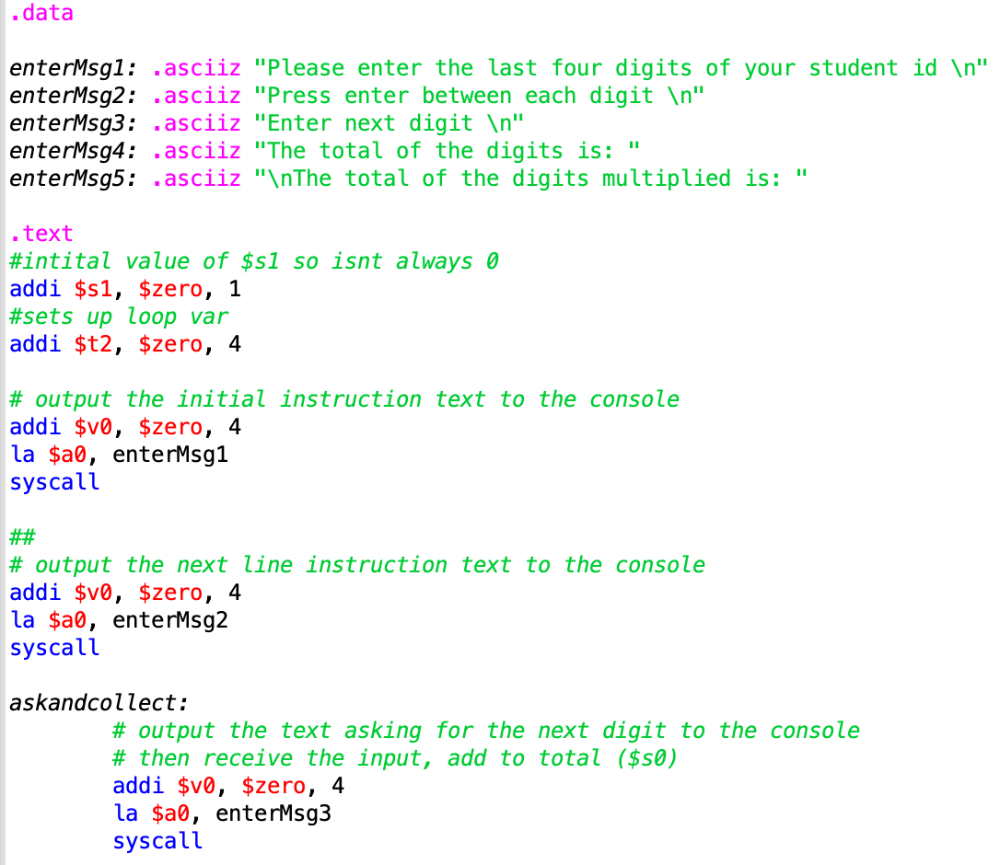 .data
enterMsg1: .asciiz "Please enter the last four digits of your student id \n"
enterMsg2: .asciiz "Press enter between each digit \n"
enterMsg3: .asciiz "Enter next digit \n"
enterMsg4: .asciiz "The total of the digits is: "
enterMsg5: .asciiz "\nThe total of the digits multiplied is: "
.text
#intital value of $s1 so isnt always 0
addi $s1, $zero, 1
#sets up loop var
addi $t2, $zero, 4
# output the initial instruction text to the console
addi $v0, $zero, 4
la $a0, enterMsg1
syscall
##
# output the next line instruction text to the console
addi $v0, $zero, 4
la $a0, enterMsg2
syscall
askandcollect:
# output the text asking for the next digit to the console
# then receive the input, add to total ($s0)
addi $v0, $zero, 4
la $a0, enterMsg3
syscall